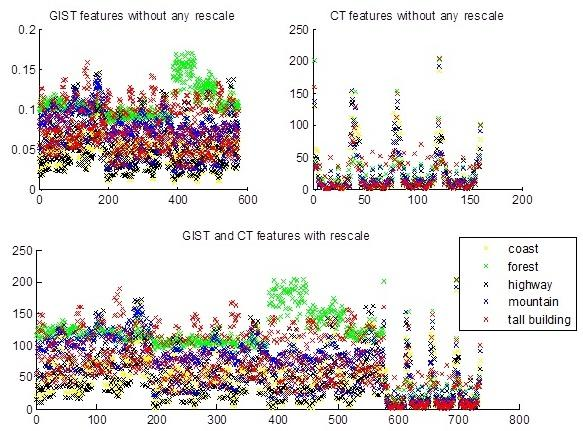 GIST features without any rescale
0.2
0.15
0.1
0.05
0
0 200 400 600
CT features without any rescale
250
200
150
100
50
0
0 50 100 150 200
GIST and CT features with rescale
250
200
150
100
50
0
0 100 200 300 400 500 600 700 800
coast
forest
highway
mountain
tall building